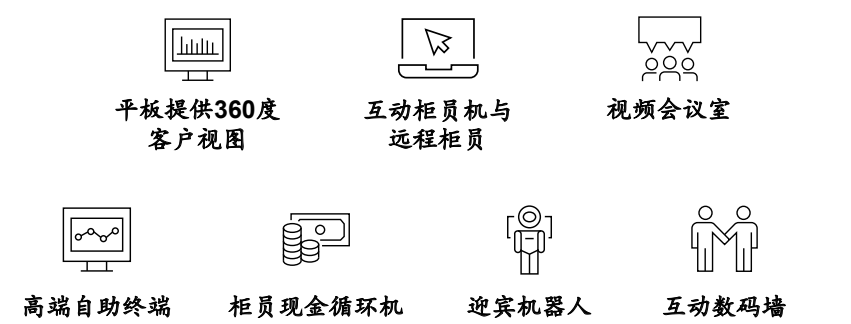 平板提供360度
客户视图
互动柜员机与
远程柜员
视频会议室
高端自助终端
柜员现金循环机
迎宾机器人
互动数码墙